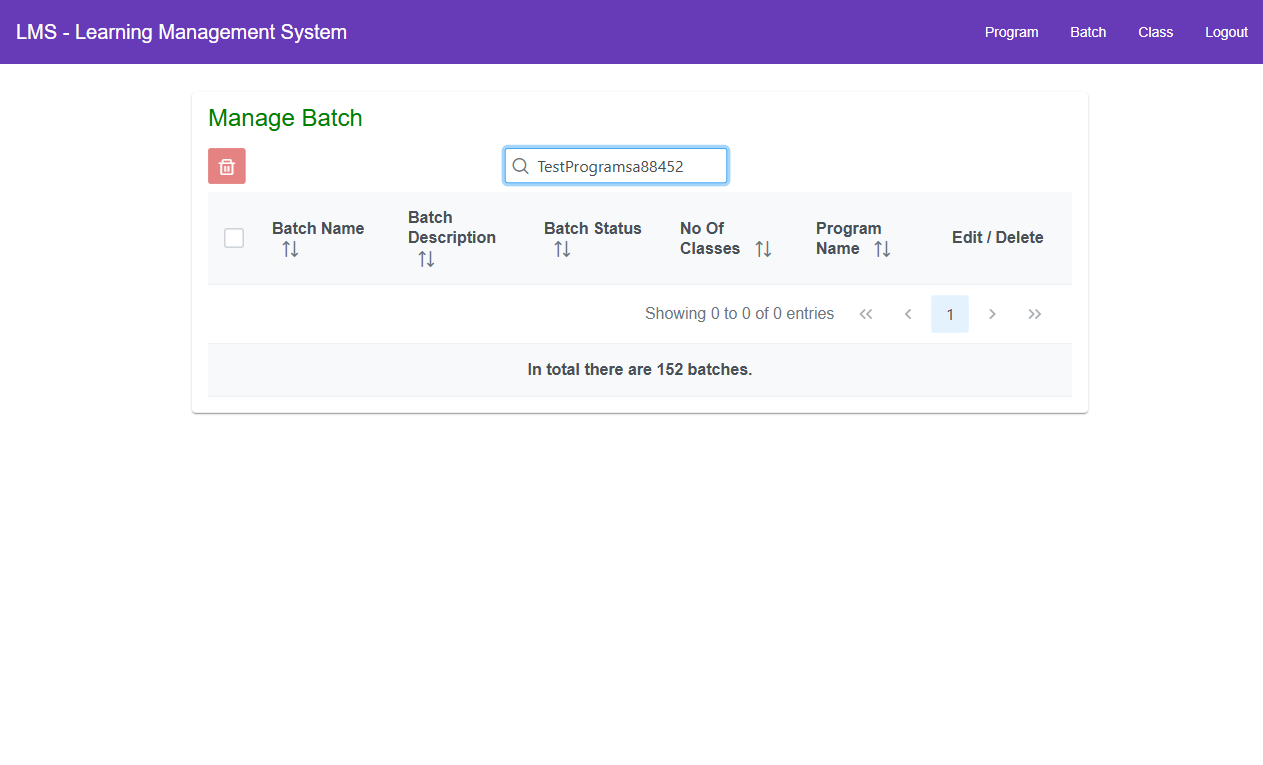 LMS - Learning Management System
Program Batch Class Logout
Manage Batch
TestProgramsa88452
Batch Name
Batch
Description
Batch Status
No Of
Classes
Program
Name
Edit / Delete
Showing 0 to 0 of 0 entries
1
In total there are 152 batches.